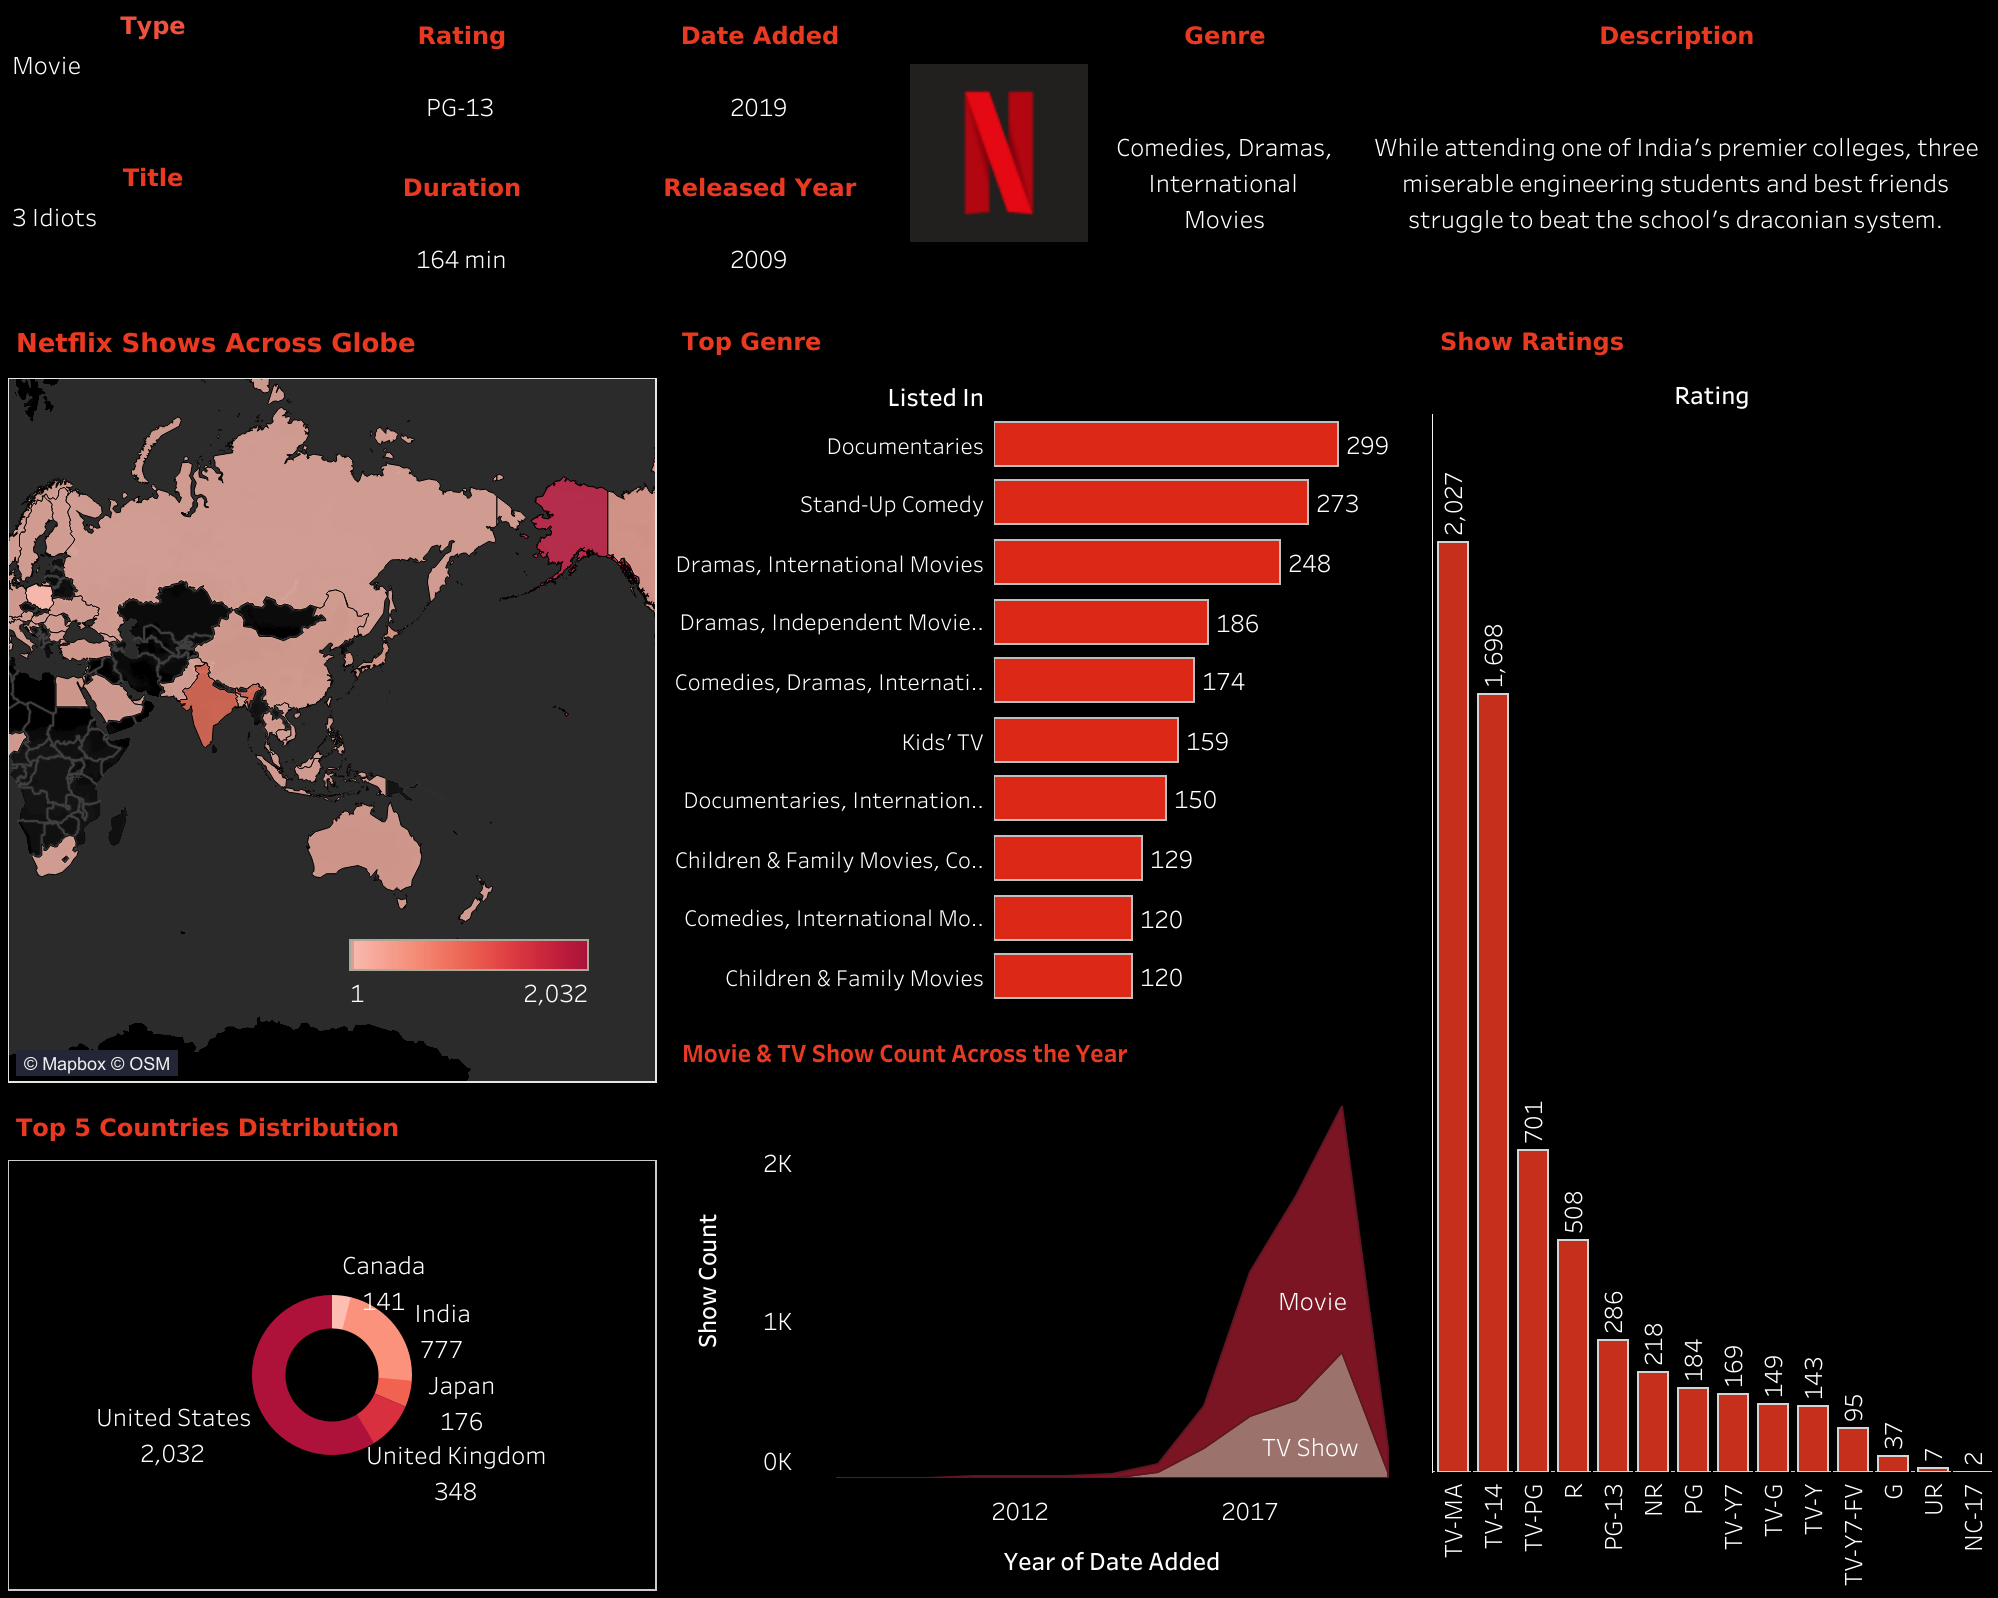 Type
Movie
Rating
PG-13
Date Added
2019
Title
3 Idiots
Duration
164 min
Released Year
2009
N
Genre
Comedies, Dramas,
International
Movies
Description
While attending one of India’s premier colleges, three
miserable engineering students and best friends
struggle to beat the school’s draconian system.
Netflix Shows Across Globe
1
2,032
© Mapbox © OSM
Top 5 Countries Distribution
Canada
141
India
777
Japan
176
United Kingdom
348
United States
2,032
Top Genre
Listed In
Documentaries 299
Stand-Up Comedy 273
Dramas, International Movies 248
Dramas, Independent Movie.. 186
Comedies, Dramas, Internati.. 174
Kids’ TV 159
Documentaries, Internation.. 150
Children & Family Movies, Co.. 129
Comedies, International Mo.. 120
Children & Family Movies 120
Movie & TV Show Count Across the Year
Show Count
2K
1K
0K
Movie
TV Show
2012
2017
Year of Date Added
Show Ratings
Rating
2,027
1,698
701
508
286
218
184
169
149
143
95
37
7
2
TV-MA
TV-14
TV-PG
R
PG-13
NR
PG
TV-Y7
TV-G
TV-Y
TV-Y7-FV
G
UR
NC-17